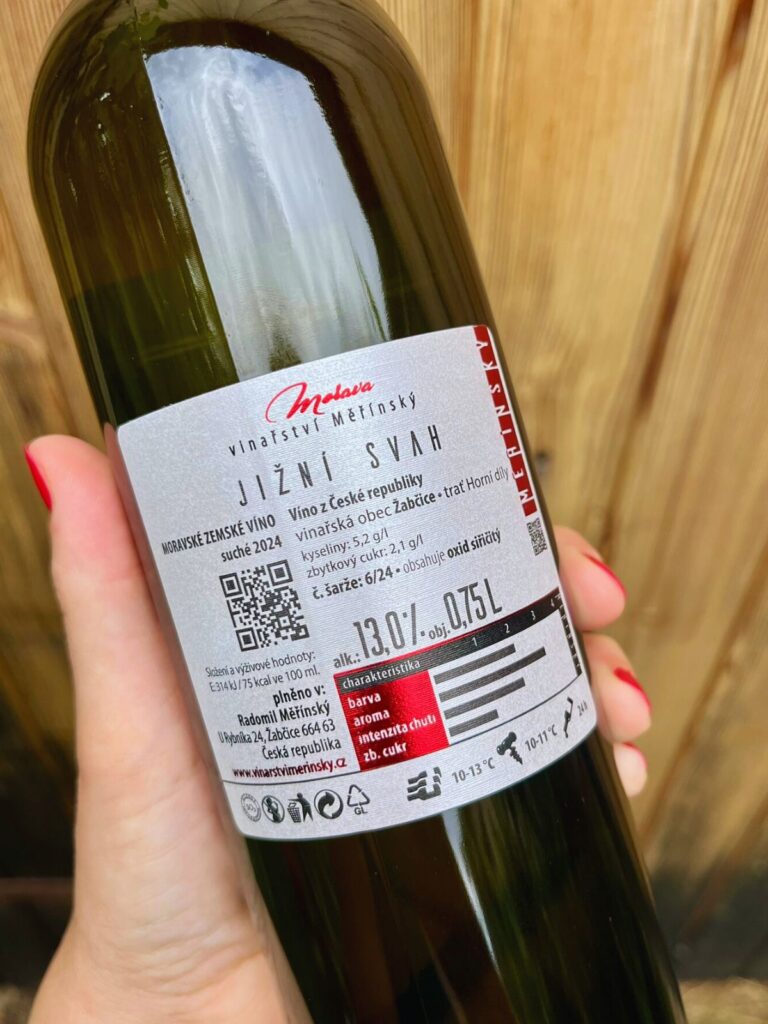 Morava
vinařství Měřínský
MĚŘÍNSKÝ
JIŽNÍ SVAH
MORAVSKÉ ZEMSKÉ VÍNO
suché 2024
Víno z České republiky
vinařská obec Žabčice • trať Horní díly
kyseliny: 5,2 g/l
zbytkový cukr: 2,1 g/l
č. šarže: 6/24 • obsahuje oxid siřičitý
alk.: 13,0% obj. 0,75 L
Složení a výživové hodnoty:
E: 314 kJ / 75 kcal ve 100 ml.
plněno v:
Radomil Měřínský
U Rybníka 24, Žabčice 664 63
Česká republika
www.vinarstvimerinsky.cz
charakteristika 1 2 3 4
barva
aroma
intenzita chuti
zb. cukr
GL
10-13 °C
10-11°C
24h